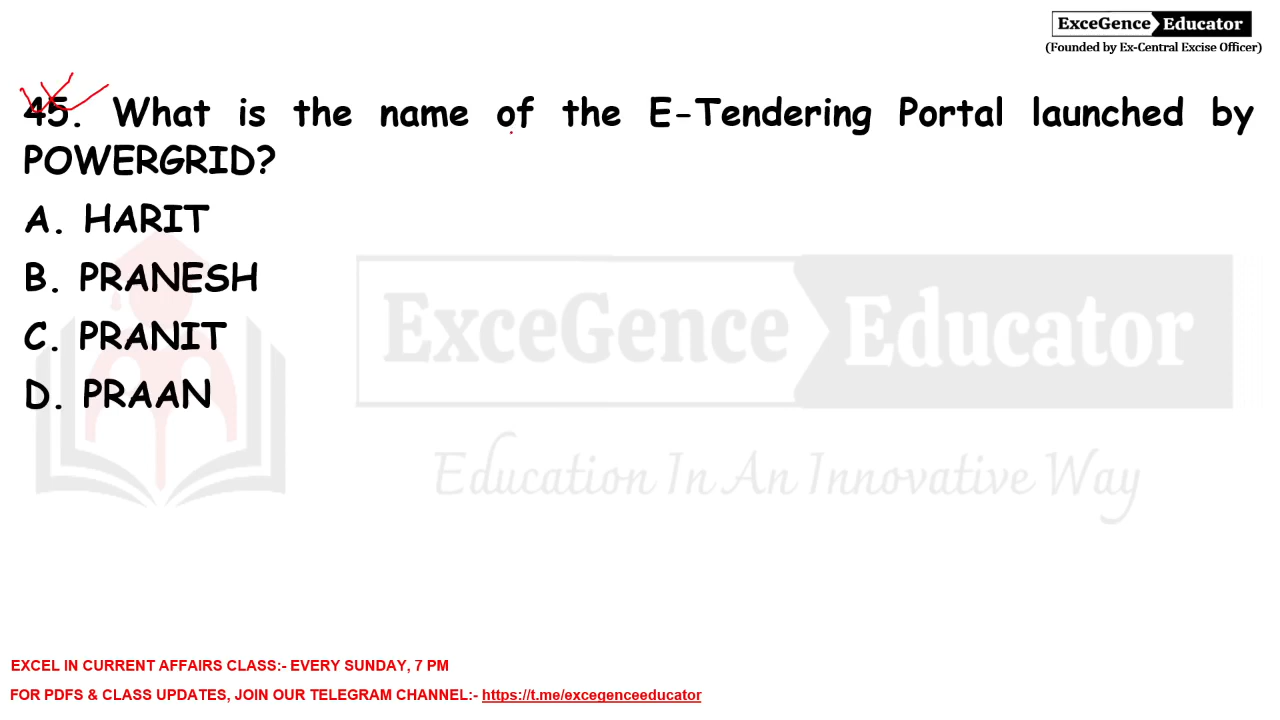 ExceGence Educator
(Founded by Ex-Central Excise Officer)
45. What is the name of the E-Tendering Portal launched by
POWERGRID?
A. HARIT
B. PRANESH
C. PRANIT
D. PRAAN
ExceGence Educator
Education In An Innovative Way
EXCEL IN CURRENT AFFAIRS CLASS:- EVERY SUNDAY, 7 PM
FOR PDFS & CLASS UPDATES, JOIN OUR TELEGRAM CHANNEL:- https://t.me/excegenceeducator